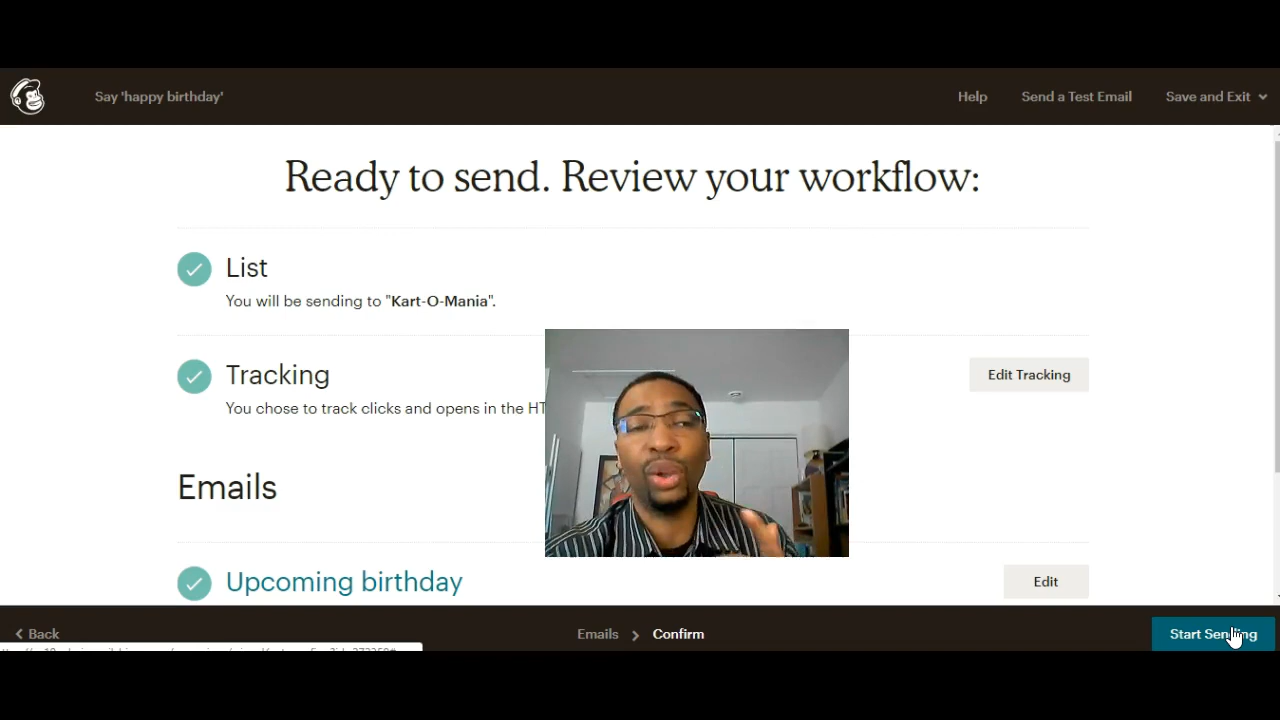 Say 'happy birthday'
Help
Send a Test Email
Save and Exit
Ready to send. Review your workflow:
List
You will be sending to "Kart-O-Mania".
Tracking
Edit Tracking
You chose to track clicks and opens in the HT
Emails
Upcoming birthday
Edit
Back
Emails
Confirm
Start Sending